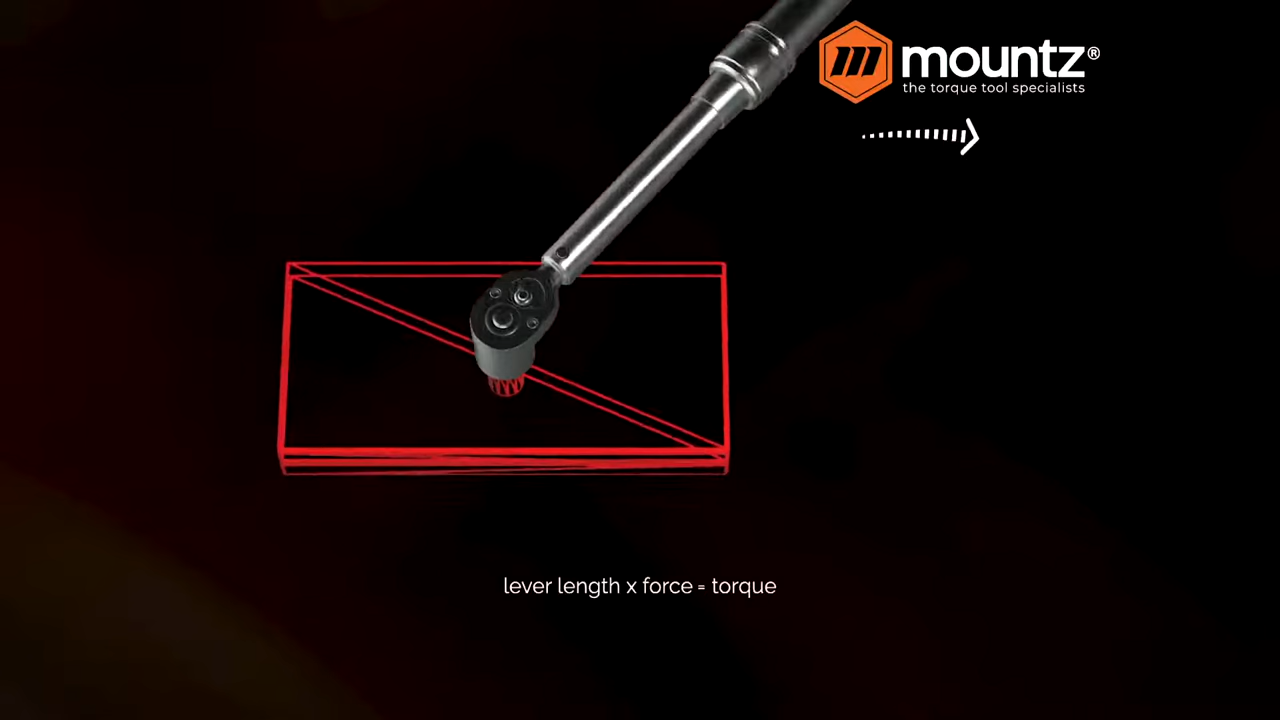 mountz®
the torque tool specialists
lever length x force = torque